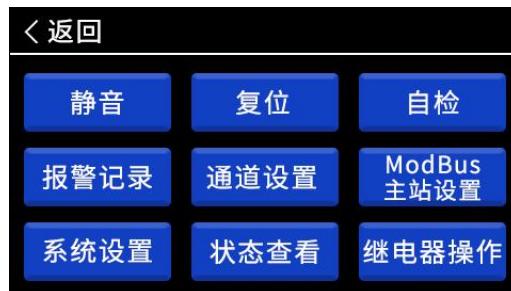 < 返回
静音
复位
自检
报警记录
通道设置
ModBus
主站设置
系统设置
状态查看
继电器操作